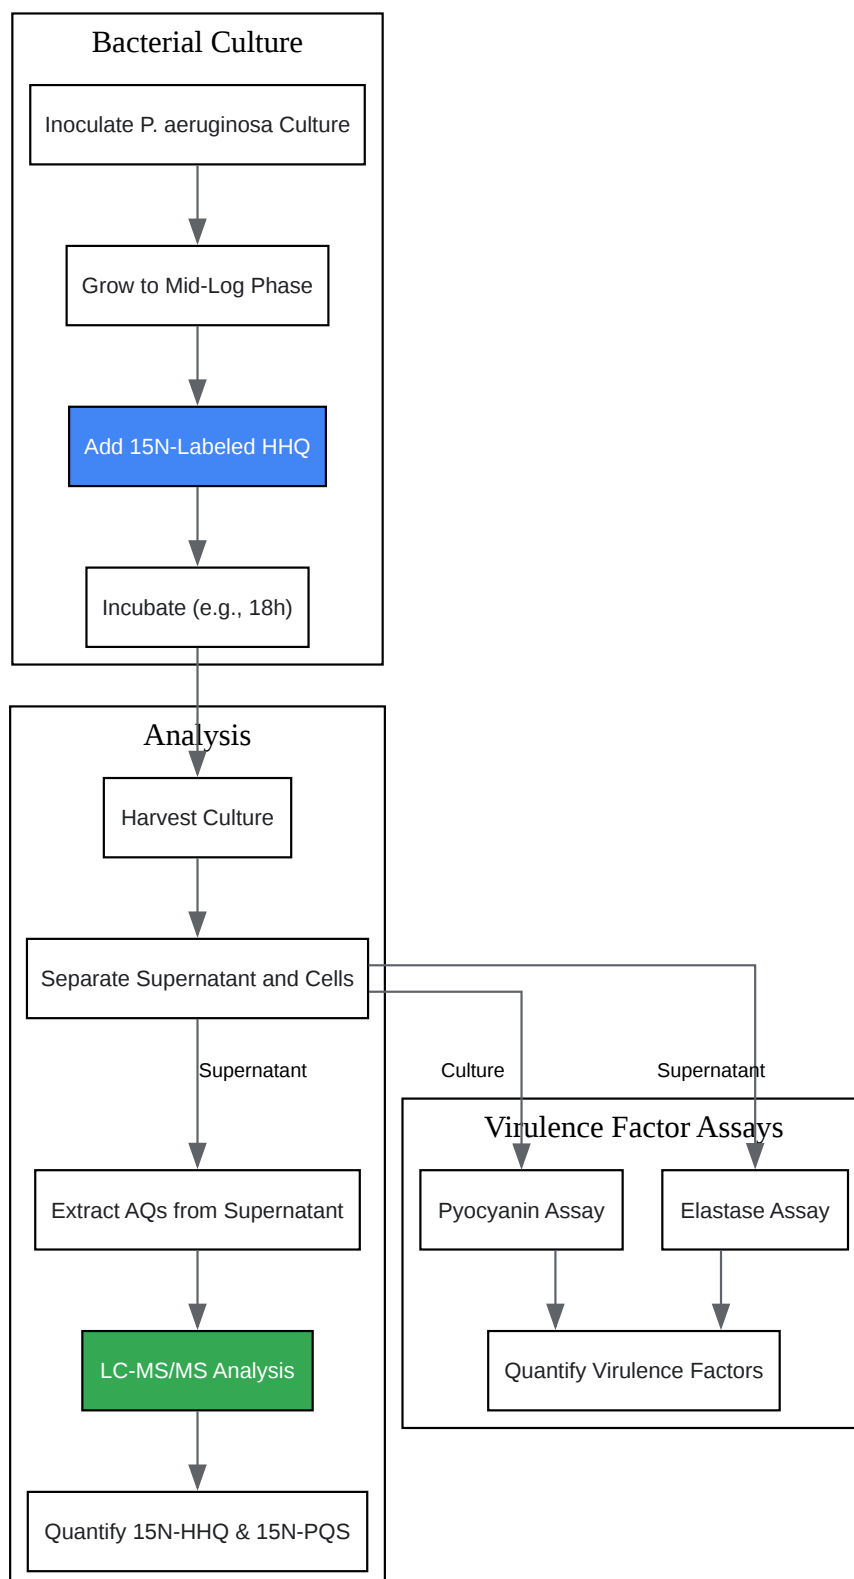 Bacterial Culture
Inoculate P. aeruginosa Culture
Grow to Mid-Log Phase
Add 15N-Labeled HHQ
Incubate (e.g., 18h)
Analysis
Harvest Culture
Separate Supernatant and Cells
Supernatant
Culture
Supernatant
Virulence Factor Assays
Extract AQs from Supernatant
Pyocyanin Assay
Elastase Assay
LC-MS/MS Analysis
Quantify Virulence Factors
Quantify 15N-HHQ & 15N-PQS